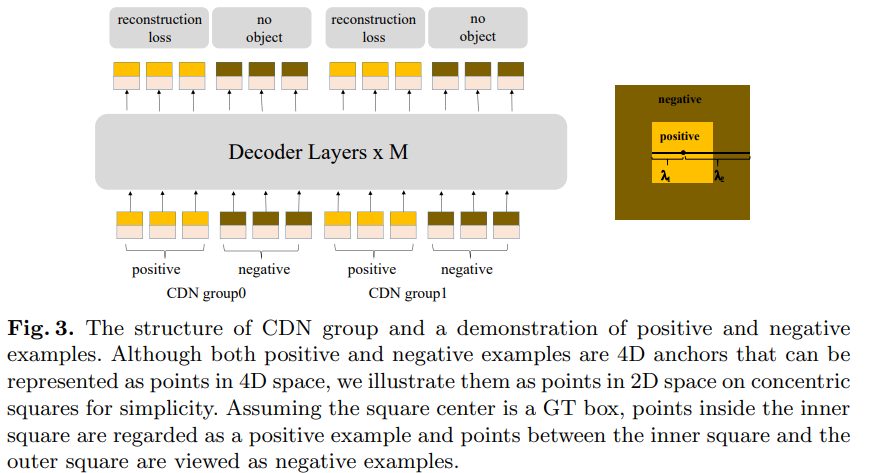 reconstruction loss
no object
reconstruction loss
no object
Decoder Layers x M
positive
negative
positive
negative
CDN group0
CDN group1
negative
positive
λ₁
λ₂
Fig. 3. The structure of CDN group and a demonstration of positive and negative
examples. Although both positive and negative examples are 4D anchors that can be
represented as points in 4D space, we illustrate them as points in 2D space on concentric
squares for simplicity. Assuming the square center is a GT box, points inside the inner
square are regarded as a positive example and points between the inner square and the
outer square are viewed as negative examples.